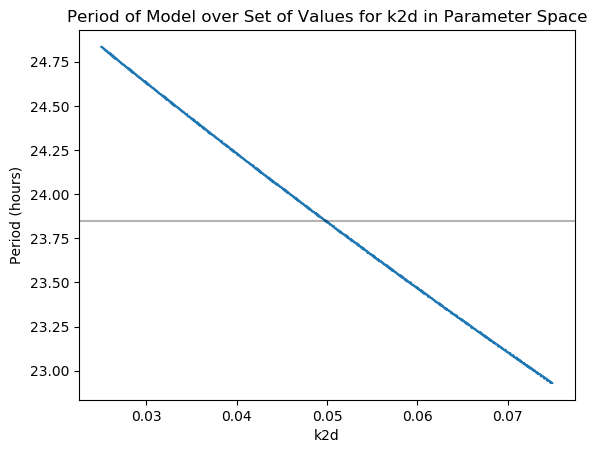 Period of Model over Set of Values for k2d in Parameter Space
24.75
24.50
24.25
24.00
23.75
23.50
23.25
23.00
Period (hours)
0.03 0.04 0.05 0.06 0.07
k2d